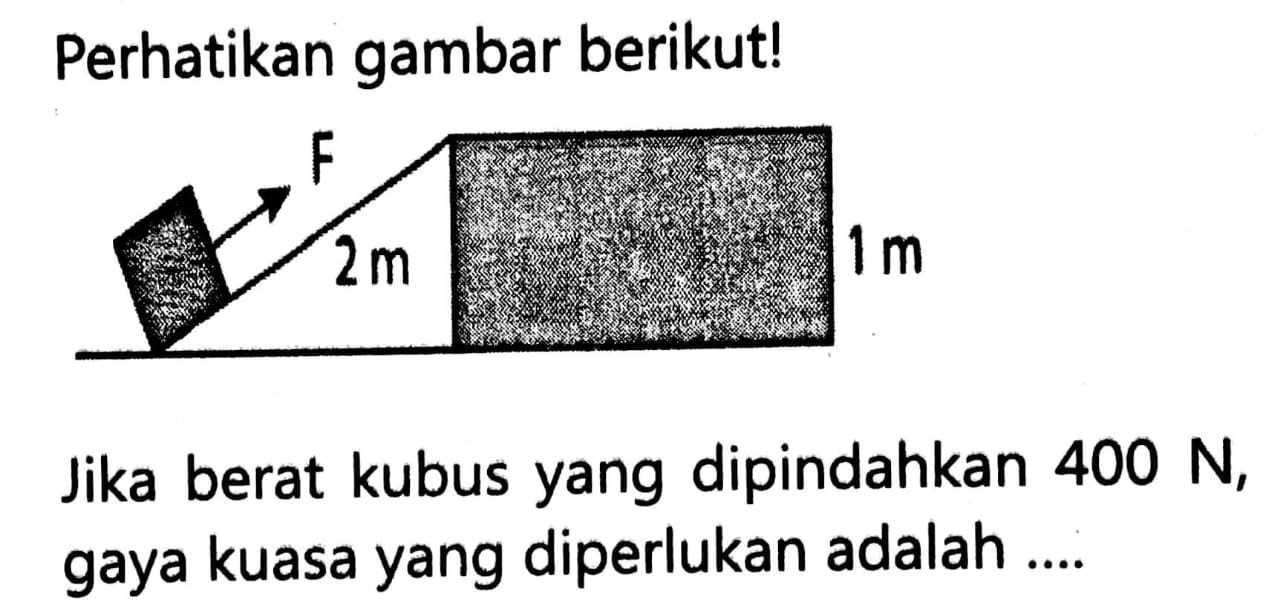 Perhatikan gambar berikut!
F
2 m
1 m
Jika berat kubus yang dipindahkan 400 N,
gaya kuasa yang diperlukan adalah ....